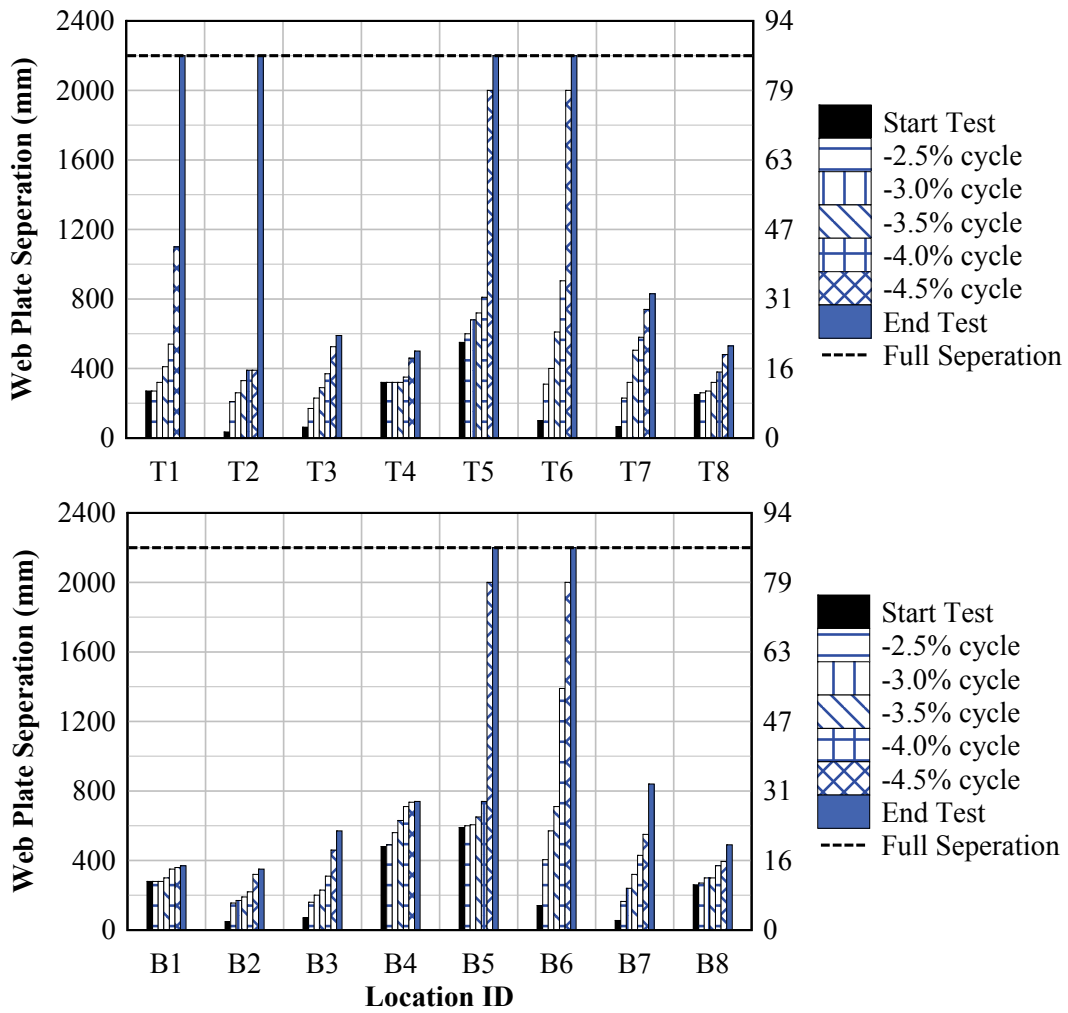 2400
2000
1600
1200
800
400
0
Web Plate Seperation (mm)
94
79
63
47
31
16
0
T1 T2 T3 T4 T5 T6 T7 T8
Start Test
-2.5% cycle
-3.0% cycle
-3.5% cycle
-4.0% cycle
-4.5% cycle
End Test
Full Seperation
2400
2000
1600
1200
800
400
0
Web Plate Seperation (mm)
94
79
63
47
31
16
0
B1 B2 B3 B4 B5 B6 B7 B8
Location ID
Start Test
-2.5% cycle
-3.0% cycle
-3.5% cycle
-4.0% cycle
-4.5% cycle
End Test
Full Seperation